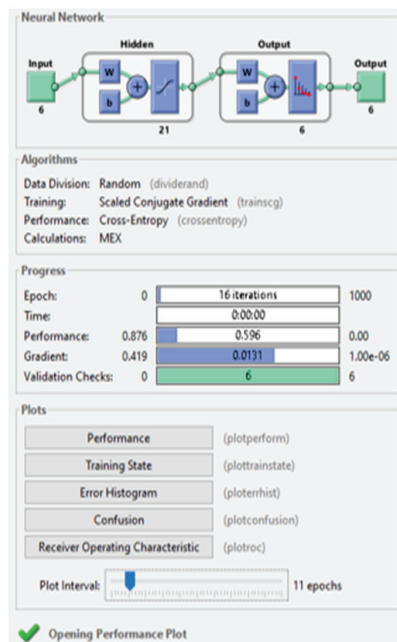 Neural Network
Hidden
Output
Input
Output
W
b
W
b
6
6
21
6
Algorithms
Data Division: Random (dividerand)
Training: Scaled Conjugate Gradient (trainscg)
Performance: Cross-Entropy (crossentropy)
Calculations: MEX
Progress
Epoch: 0 16 iterations 1000
Time: 0:00:00
Performance: 0.876 0.596 0.00
Gradient: 0.419 0.0131 1.00e-06
Validation Checks: 0 6 6
Plots
Performance (plotperform)
Training State (plottrainstate)
Error Histogram (ploterrhist)
Confusion (plotconfusion)
Receiver Operating Characteristic (plotroc)
Plot Interval: 11 epochs
Opening Performance Plot